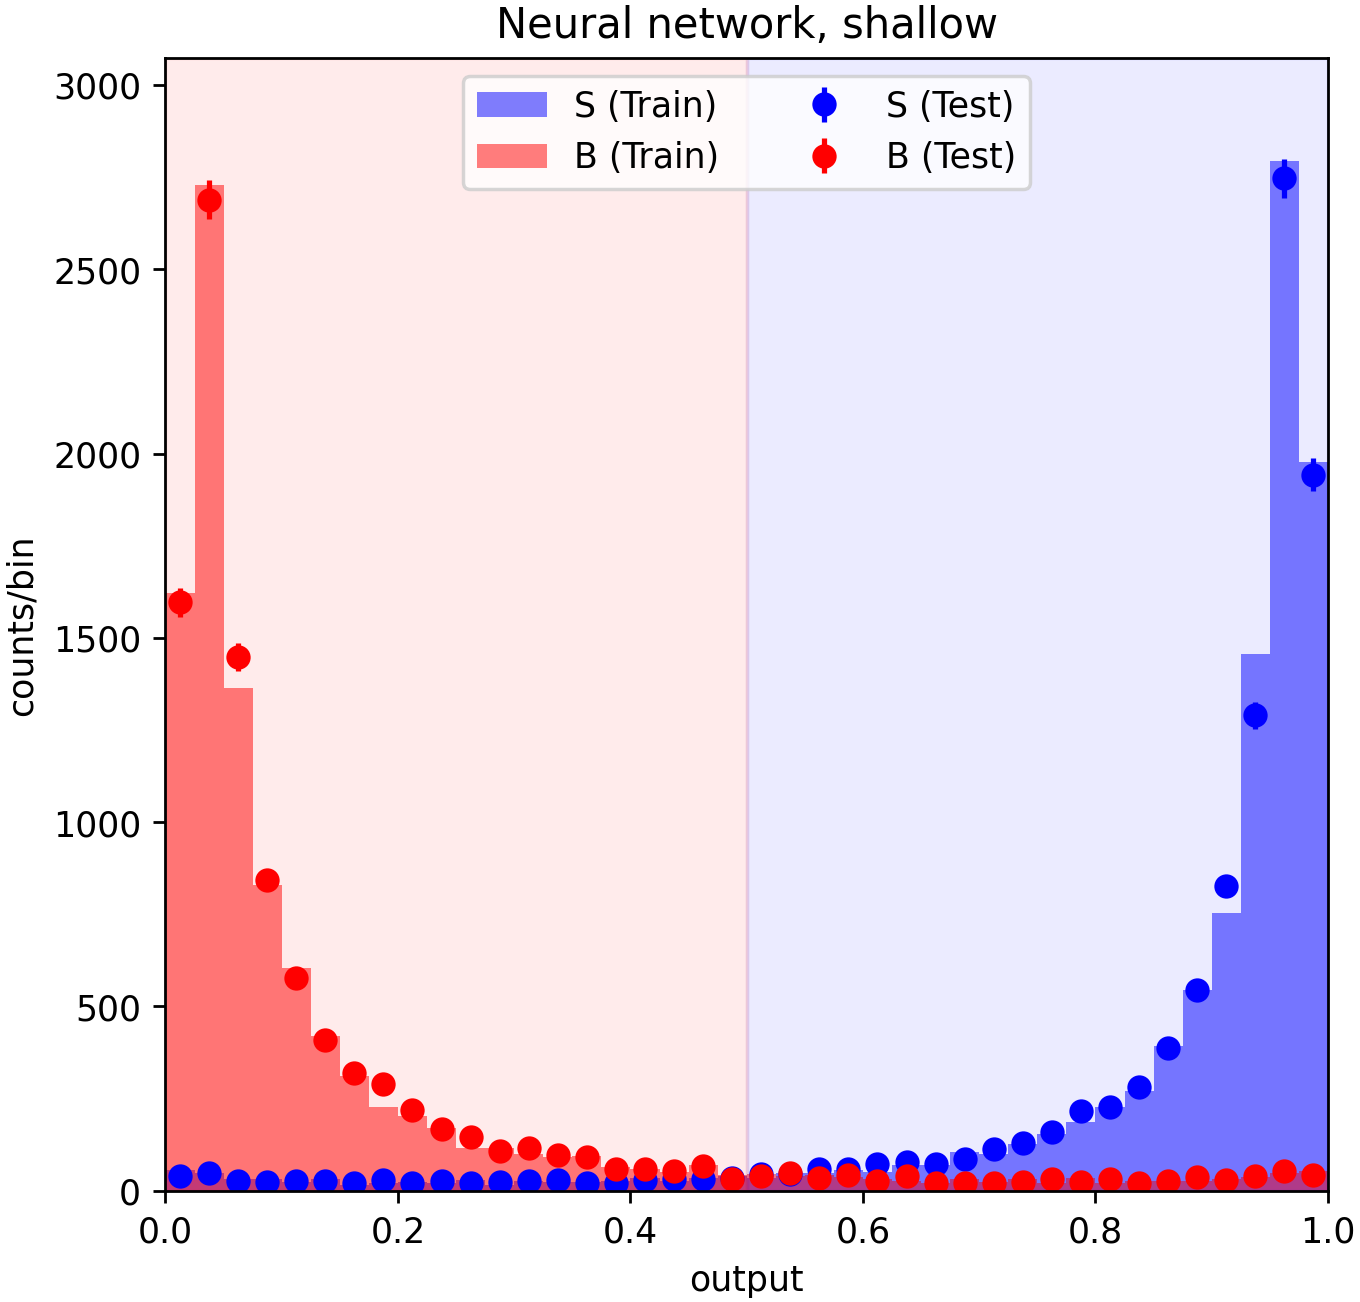 Neural network, shallow
S (Train)
B (Train)
S (Test)
B (Test)
counts/bin
3000
2500
2000
1500
1000
500
0
0.0
0.2
0.4
0.6
0.8
1.0
output